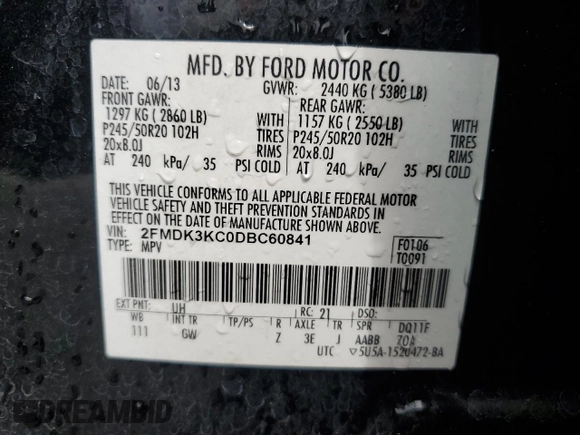 MFD. BY FORD MOTOR CO.
DATE: 06/13 GVWR: 2440 KG ( 5380 LB)
FRONT GAWR: REAR GAWR:
1297 KG ( 2860 LB) WITH 1157 KG ( 2550 LB) WITH
P245/50R20 102H TIRES P245/50R20 102H TIRES
20x8.0J RIMS 20x8.0J RIMS
AT 240 kPa/ 35 PSI COLD AT 240 kPa/ 35 PSI COLD
THIS VEHICLE CONFORMS TO ALL APPLICABLE FEDERAL MOTOR
VEHICLE SAFETY AND THEFT PREVENTION STANDARDS IN
EFFECT ON THE DATE OF MANUFACTURE SHOWN ABOVE.
VIN: 2FMDK3KC0DBC60841 F0106
TYPE: MPV T0091
EXT PNT: UH RC: 21 DSO:
WB INT TR TP/PS R AXLE TR SPR DQ11F
111 GW Z 3E J AABB ZOA
UTC 5U5A-1520472-BA
DREAMBID